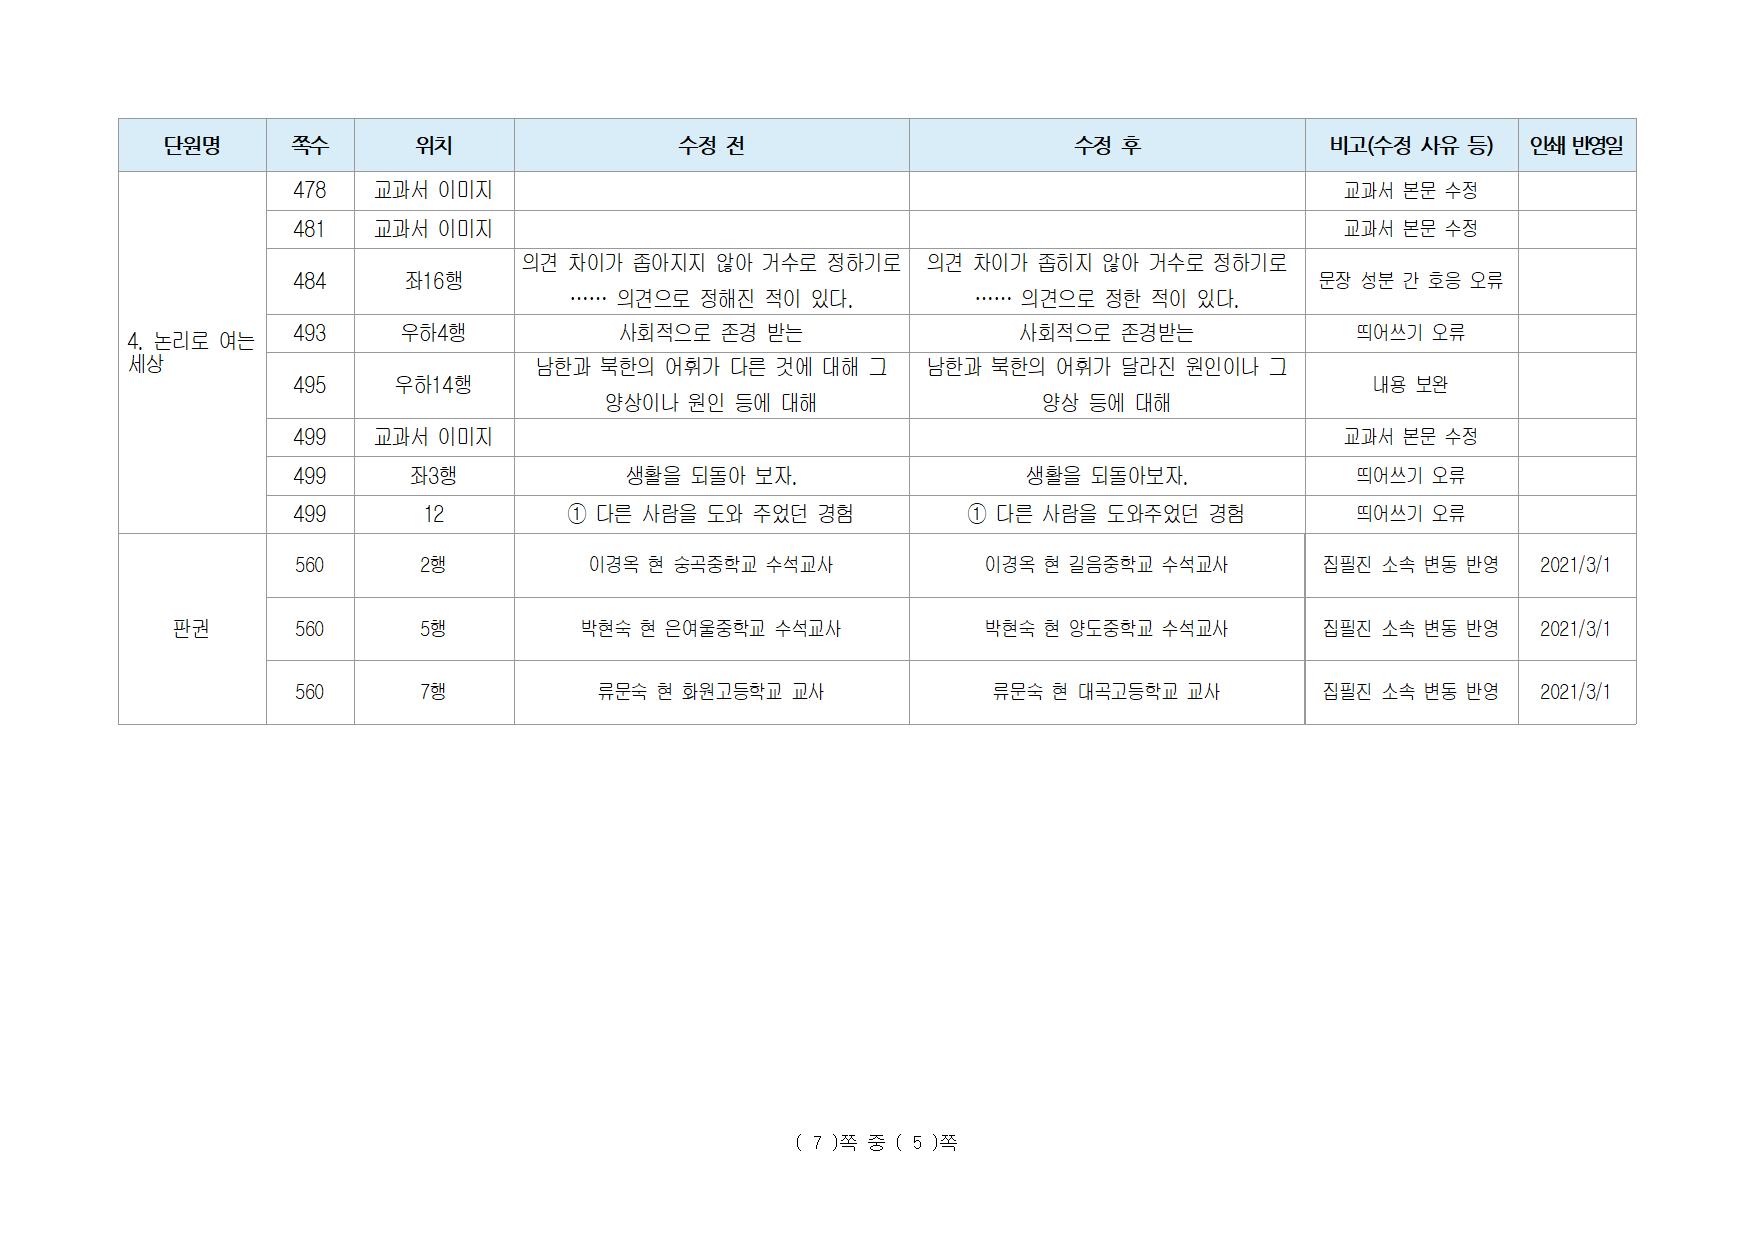 단원명 쪽수 위치 수정 전 수정 후 비고(수정 사유 등) 인쇄 반영일
4. 논리로 여는
세상
478 교과서 이미지 교과서 본문 수정
481 교과서 이미지 교과서 본문 수정
484 좌16행 의견 차이가 좁아지지 않아 거수로 정하기로
…… 의견으로 정해진 적이 있다.
의견 차이가 좁히지 않아 거수로 정하기로
…… 의견으로 정한 적이 있다.
문장 성분 간 호응 오류
493 우하4행 사회적으로 존경 받는 사회적으로 존경받는 띄어쓰기 오류
495 우하14행 남한과 북한의 어휘가 다른 것에 대해 그
양상이나 원인 등에 대해
남한과 북한의 어휘가 달라진 원인이나 그
양상 등에 대해
내용 보완
499 교과서 이미지 교과서 본문 수정
499 좌3행 생활을 되돌아 보자. 생활을 되돌아보자. 띄어쓰기 오류
499 12 ① 다른 사람을 도와 주었던 경험 ① 다른 사람을 도와주었던 경험 띄어쓰기 오류
판권
560 2행 이경옥 현 숭곡중학교 수석교사 이경옥 현 길음중학교 수석교사 집필진 소속 변동 반영 2021/3/1
560 5행 박현숙 현 은여울중학교 수석교사 박현숙 현 양도중학교 수석교사 집필진 소속 변동 반영 2021/3/1
560 7행 류문숙 현 화원고등학교 교사 류문숙 현 대곡고등학교 교사 집필진 소속 변동 반영 2021/3/1
( 7 )쪽 중 ( 5 )쪽